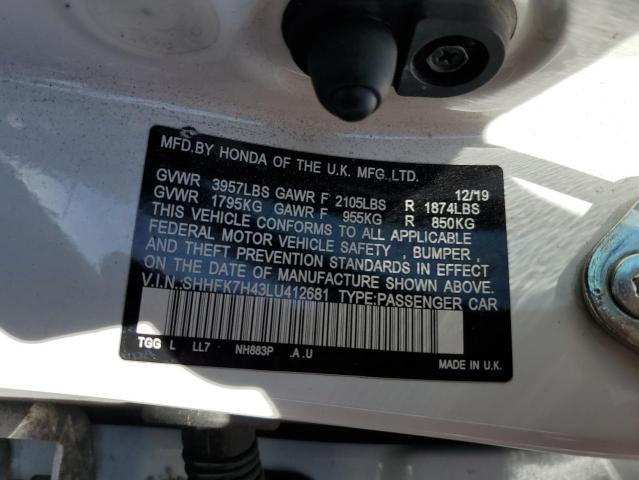 MFD.BY HONDA OF THE U.K. MFG.,LTD.
12/19
GVWR 3957LBS GAWR F 2105LBS R 1874LBS
GVWR 1795KG GAWR F 955KG R 850KG
THIS VEHICLE CONFORMS TO ALL APPLICABLE
FEDERAL MOTOR VEHICLE SAFETY , BUMPER ,
AND THEFT PREVENTION STANDARDS IN EFFECT
ON THE DATE OF MANUFACTURE SHOWN ABOVE.
V.I.N.:SHHFK7H43LU412681 TYPE:PASSENGER CAR
TGG L LL7 NH883P .A.U
MADE IN U.K.